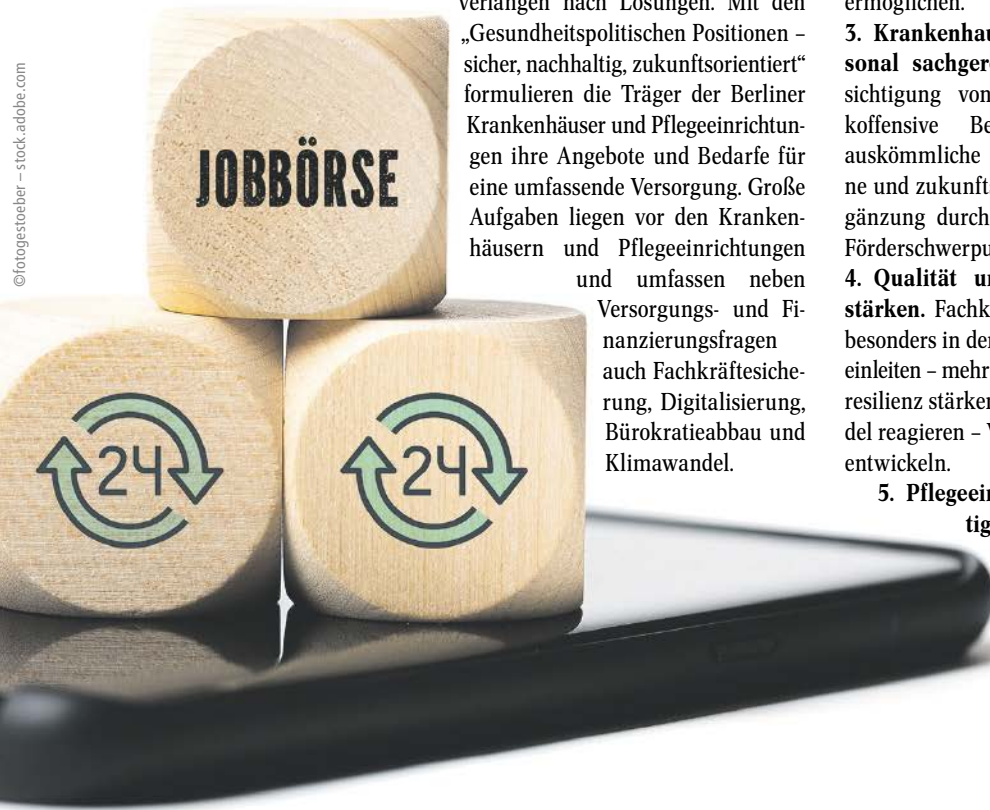 ©fotogestoeber – stock.adobe.com
JOBBÖRSE
24
24
verlangen nach Lösungen. Mit den
„Gesundheitspolitischen Positionen –
sicher, nachhaltig, zukunftsorientiert“
formulieren die Träger der Berliner
Krankenhäuser und Pflegeeinrichtun-
gen ihre Angebote und Bedarfe für
eine umfassende Versorgung. Große
Aufgaben liegen vor den Kranken-
häusern und Pflegeeinrichtungen
und umfassen neben
Versorgungs- und Fi-
nanzierungsfragen
auch Fachkräftesiche-
rung, Digitalisierung,
Bürokratieabbau und
Klimawandel.
ermöglichen.
3. Krankenhau
sonal sachger
sichtigung von
koffensive Be
auskömmliche
ne und zukunft
gänzung durch
Förderschwerpu
4. Qualität u
stärken. Fachk
besonders in der
einleiten – mehr
resilienz stärken
del reagieren – V
entwickeln.
5. Pflegeein
tig